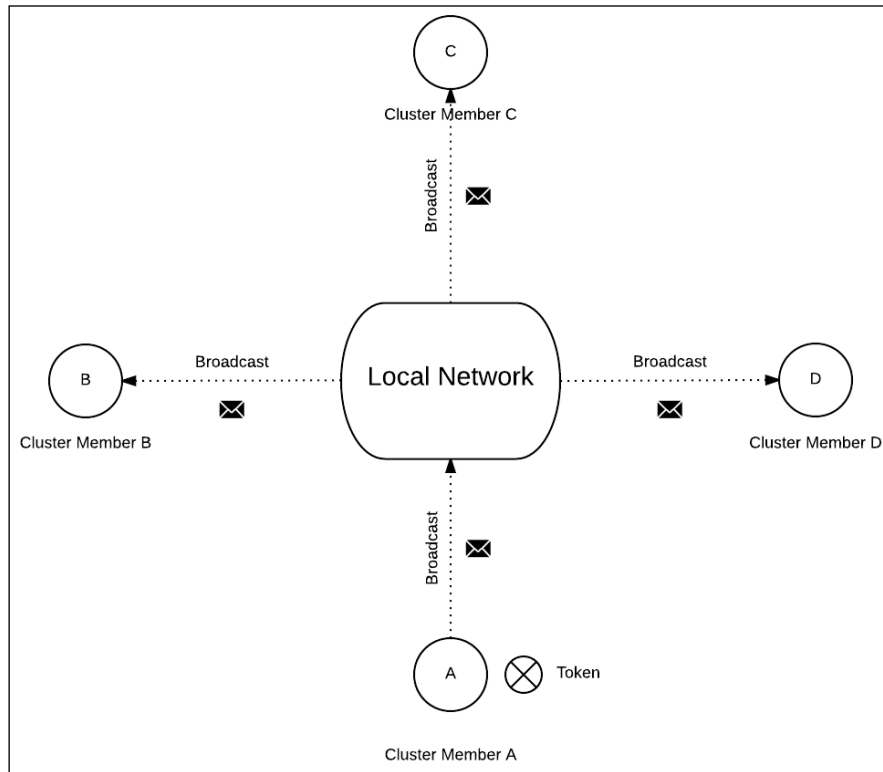 C
Cluster Member C
Broadcast
Broadcast
Broadcast
B
Local Network
D
Cluster Member B
Cluster Member D
Broadcast
A
Token
Cluster Member A